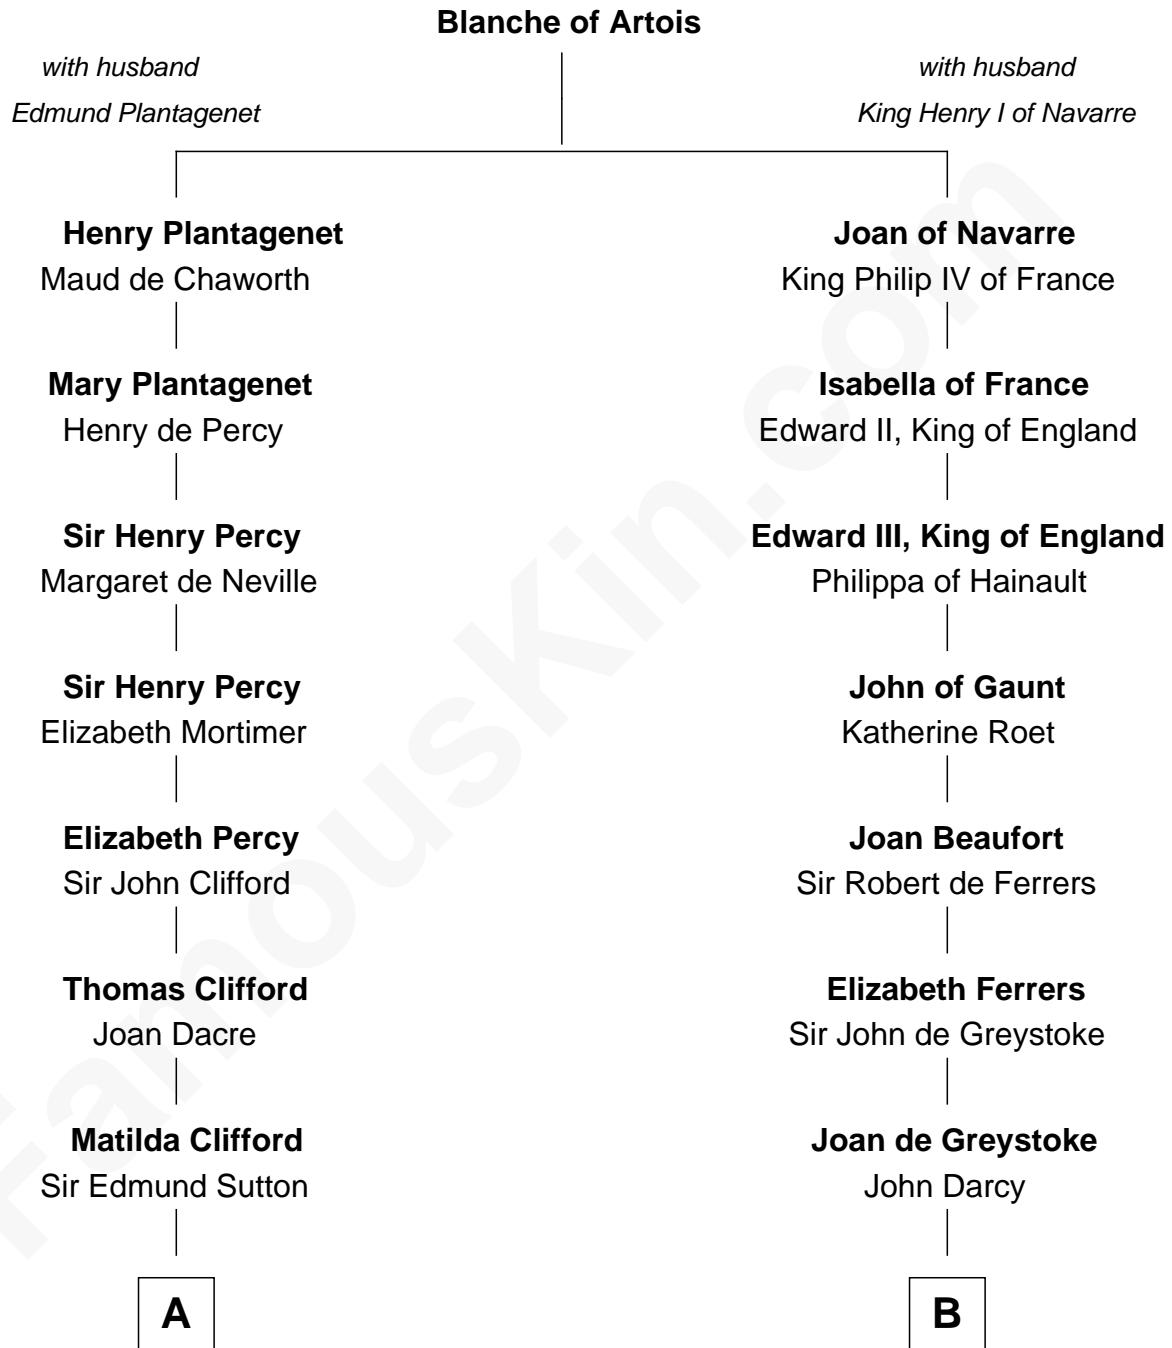 Blanche of Artois
with husband
Edmund Plantagenet
with husband
King Henry I of Navarre
Henry Plantagenet
Maud de Chaworth
Mary Plantagenet
Henry de Percy
Sir Henry Percy
Margaret de Neville
Sir Henry Percy
Elizabeth Mortimer
Elizabeth Percy
Sir John Clifford
Thomas Clifford
Joan Dacre
Matilda Clifford
Sir Edmund Sutton
A
Joan of Navarre
King Philip IV of France
Isabella of France
Edward II, King of England
Edward III, King of England
Philippa of Hainault
John of Gaunt
Katherine Roet
Joan Beaufort
Sir Robert de Ferrers
Elizabeth Ferrers
Sir John de Greystoke
Joan de Greystoke
John Darcy
B
FamousKin.com